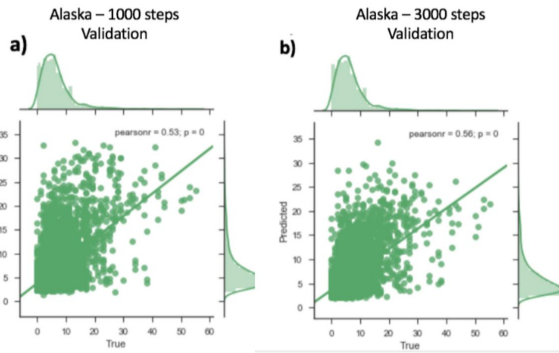 Alaska – 1000 steps
Validation
a)
pearsonr = 0.53; p = 0
35
30
25
20
15
10
5
0
0 10 20 30 40 50 60
True
Alaska – 3000 steps
Validation
b)
pearsonr = 0.56; p = 0
Predicted
35
30
25
20
15
10
5
0
0 10 20 30 40 50 60
True